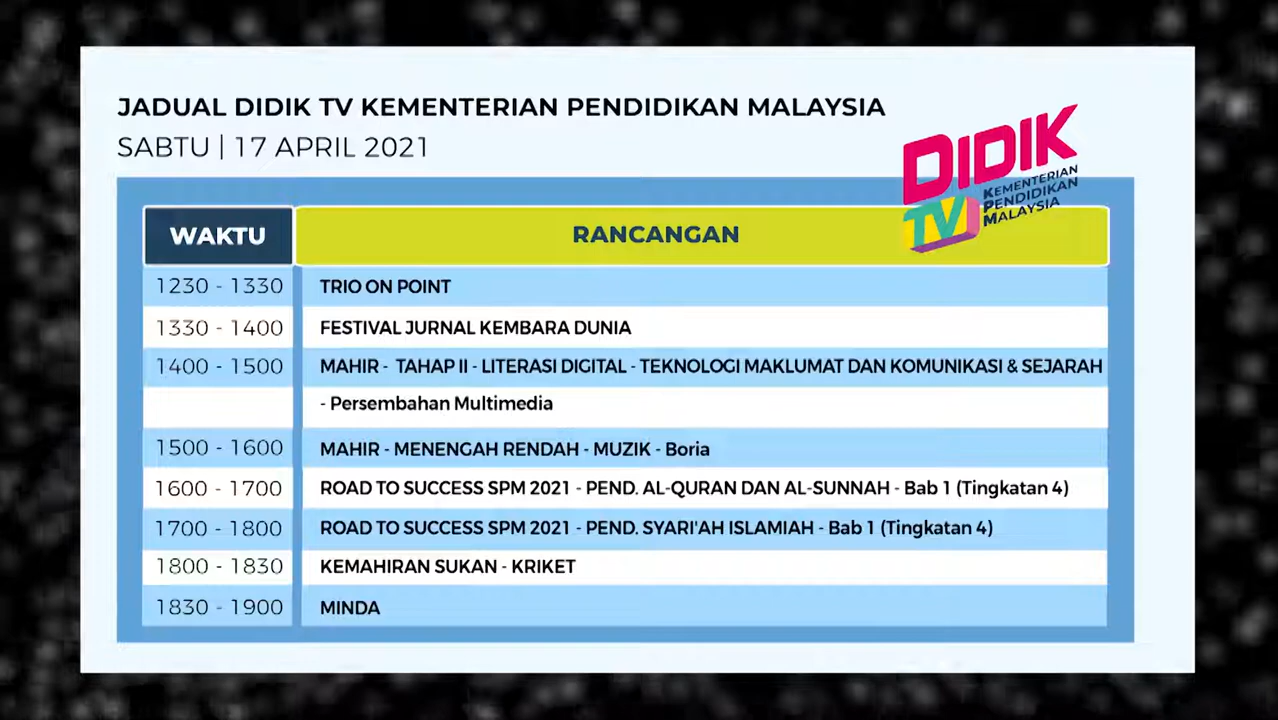 JADUAL DIDIK TV KEMENTERIAN PENDIDIKAN MALAYSIA
SABTU | 17 APRIL 2021
DIDIK
TV
KEMENTERIAN
PENDIDIKAN
MALAYSIA
WAKTU RANCANGAN
1230 - 1330 TRIO ON POINT
1330 - 1400 FESTIVAL JURNAL KEMBARA DUNIA
1400 - 1500 MAHIR - TAHAP II - LITERASI DIGITAL - TEKNOLOGI MAKLUMAT DAN KOMUNIKASI & SEJARAH
- Persembahan Multimedia
1500 - 1600 MAHIR - MENENGAH RENDAH - MUZIK - Boria
1600 - 1700 ROAD TO SUCCESS SPM 2021 - PEND. AL-QURAN DAN AL-SUNNAH - Bab 1 (Tingkatan 4)
1700 - 1800 ROAD TO SUCCESS SPM 2021 - PEND. SYARI'AH ISLAMIAH - Bab 1 (Tingkatan 4)
1800 - 1830 KEMAHIRAN SUKAN - KRIKET
1830 - 1900 MINDA